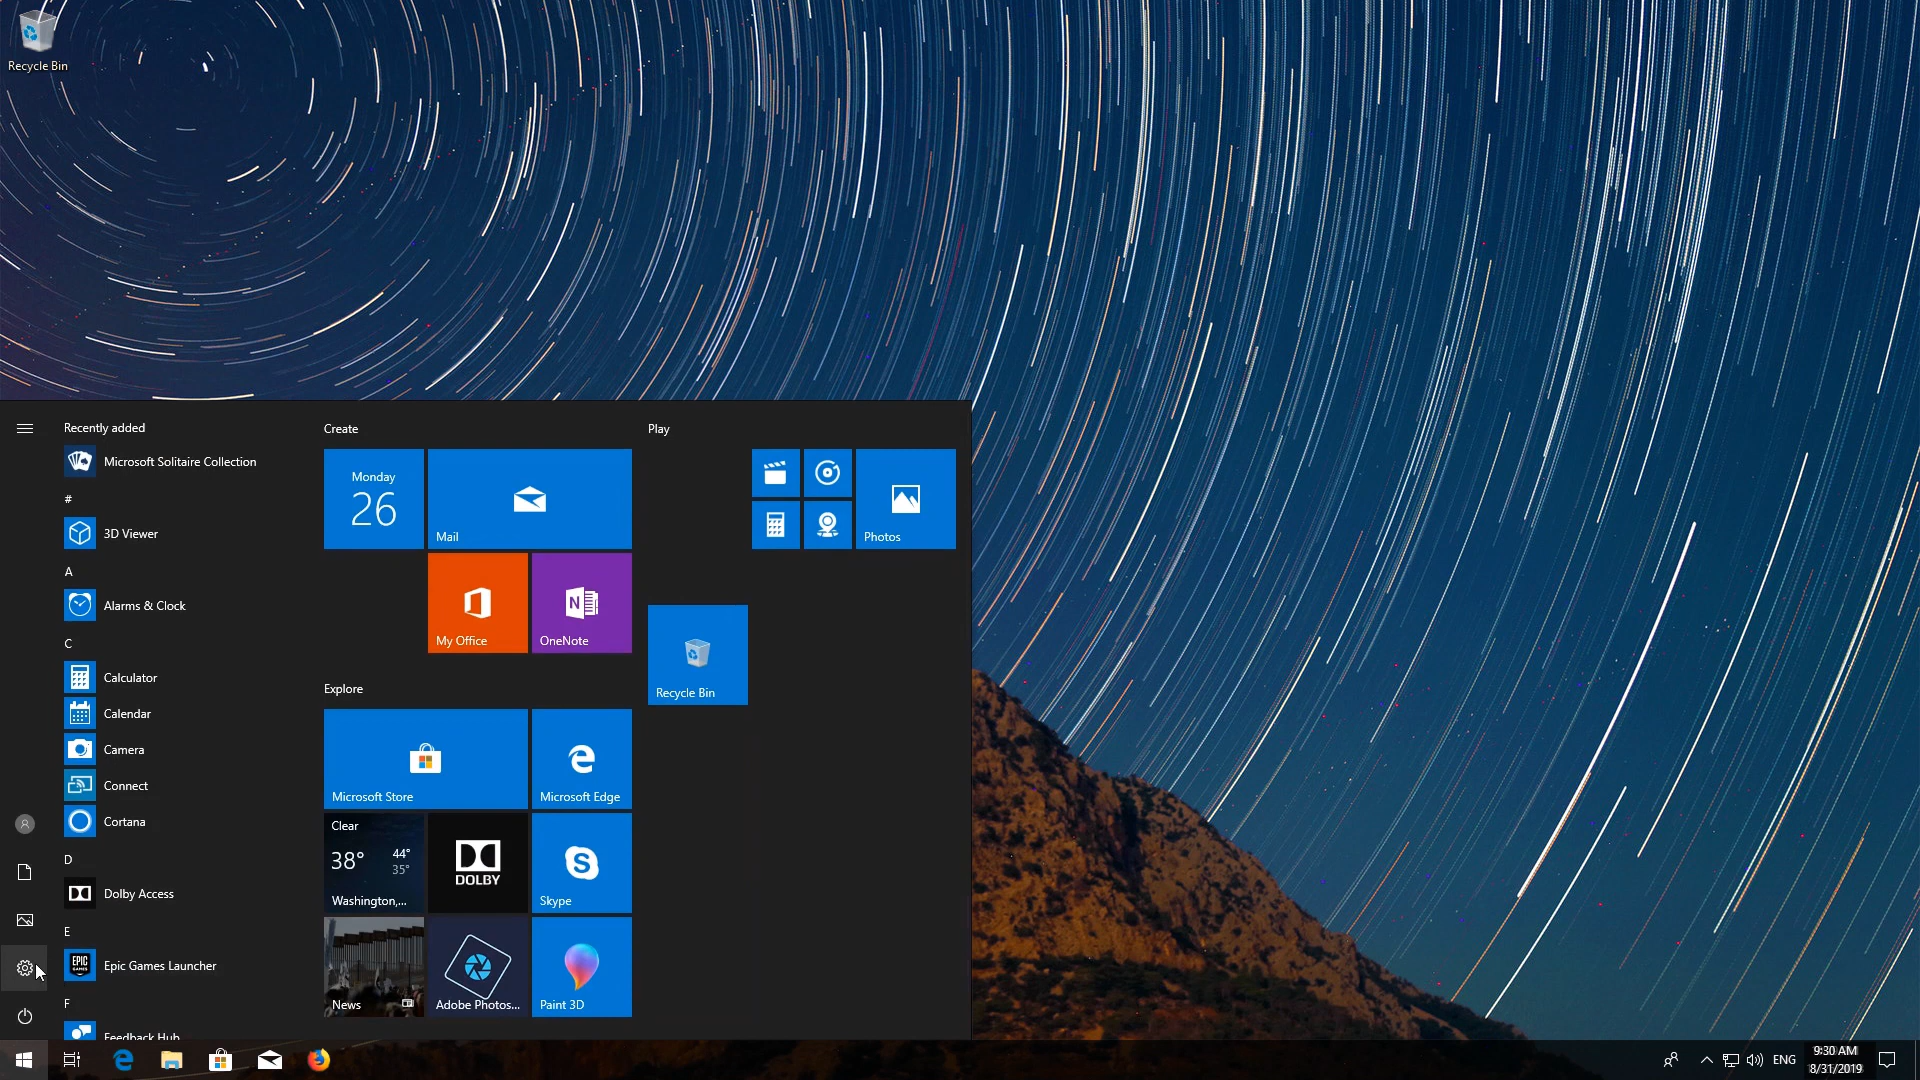 Recycle Bin
Recently added
Microsoft Solitaire Collection
#
3D Viewer
A
Alarms & Clock
C
Calculator
Calendar
Camera
Connect
Cortana
D
Dolby Access
E
EPIC GAMES
Epic Games Launcher
F
Feedback Hub
Create
Monday
26
Mail
My Office
N
OneNote
Explore
Microsoft Store
Microsoft Edge
Clear
38°
44°
35°
Washington,...
DOLBY
S
Skype
News
Adobe Photos...
Paint 3D
Play
Photos
Recycle Bin
ENG
9:30 AM
8/31/2019